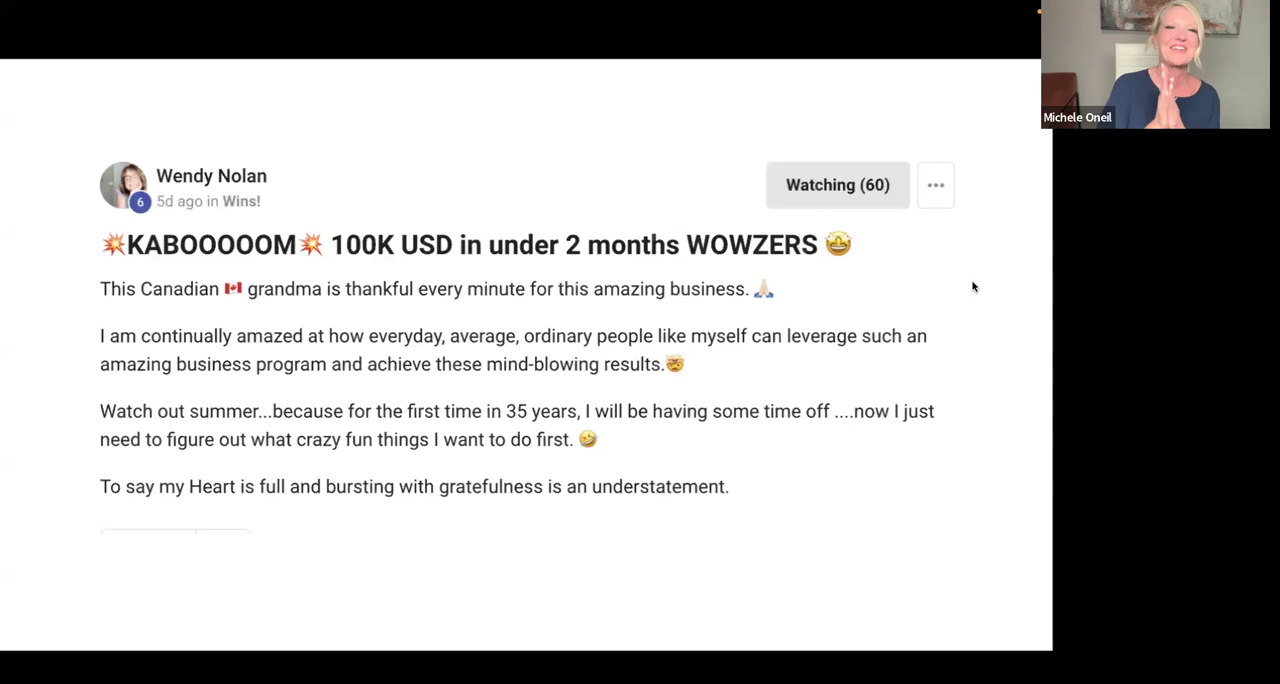 Michele Oneil
Wendy Nolan
6
5d ago in Wins!
Watching (60)
💥KABOOOOOM💥 100K USD in under 2 months WOWZERS 🤩
This Canadian 🇨🇦 grandma is thankful every minute for this amazing business. 🙏🏻
I am continually amazed at how everyday, average, ordinary people like myself can leverage such an
amazing business program and achieve these mind-blowing results.🤯
Watch out summer...because for the first time in 35 years, I will be having some time off ....now I just
need to figure out what crazy fun things I want to do first. 🤣
To say my Heart is full and bursting with gratefulness is an understatement.